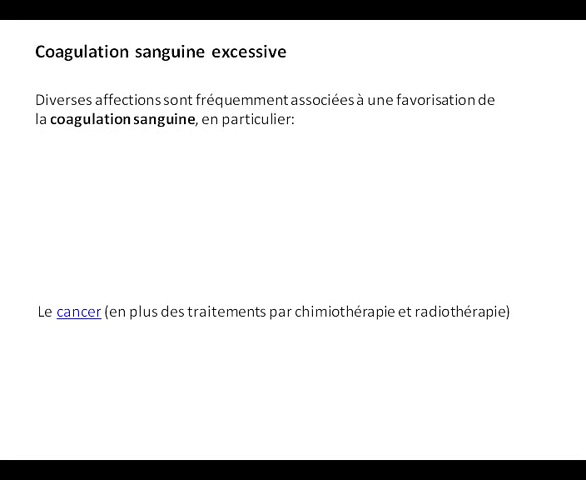 Coagulation sanguine excessive
Diverses affections sont fréquemment associées à une favorisation de
la coagulation sanguine, en particulier:
Le cancer (en plus des traitements par chimiothérapie et radiothérapie)